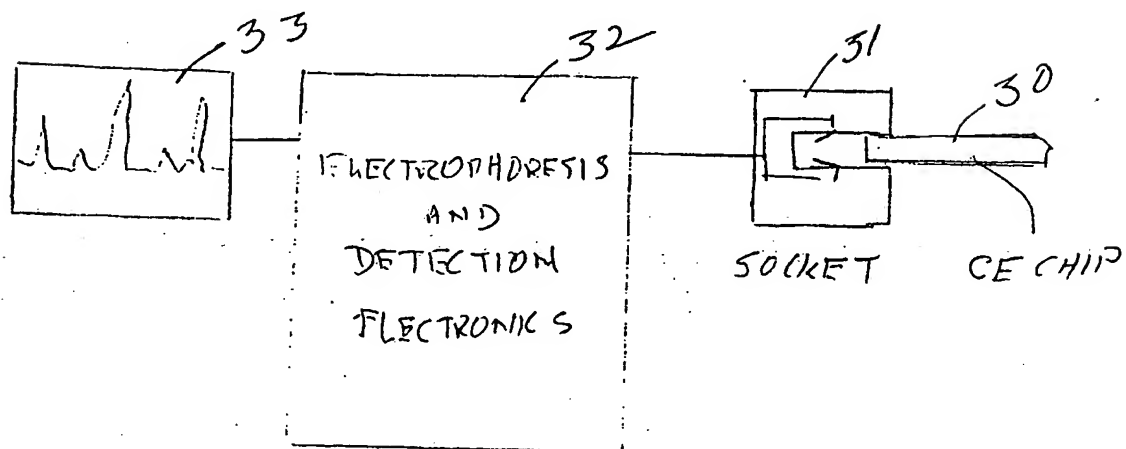 33
32
31
30
ELECTROPHORESIS
AND
DETECTION
ELECTRONICS
SOCKET
CE CHIP